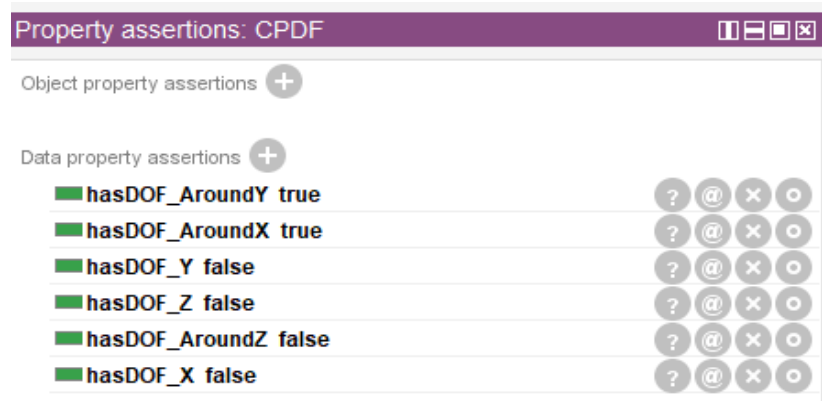 Property assertions: CPDF
Object property assertions
Data property assertions
hasDOF_AroundY true
hasDOF_AroundX true
hasDOF_Y false
hasDOF_Z false
hasDOF_AroundZ false
hasDOF_X false